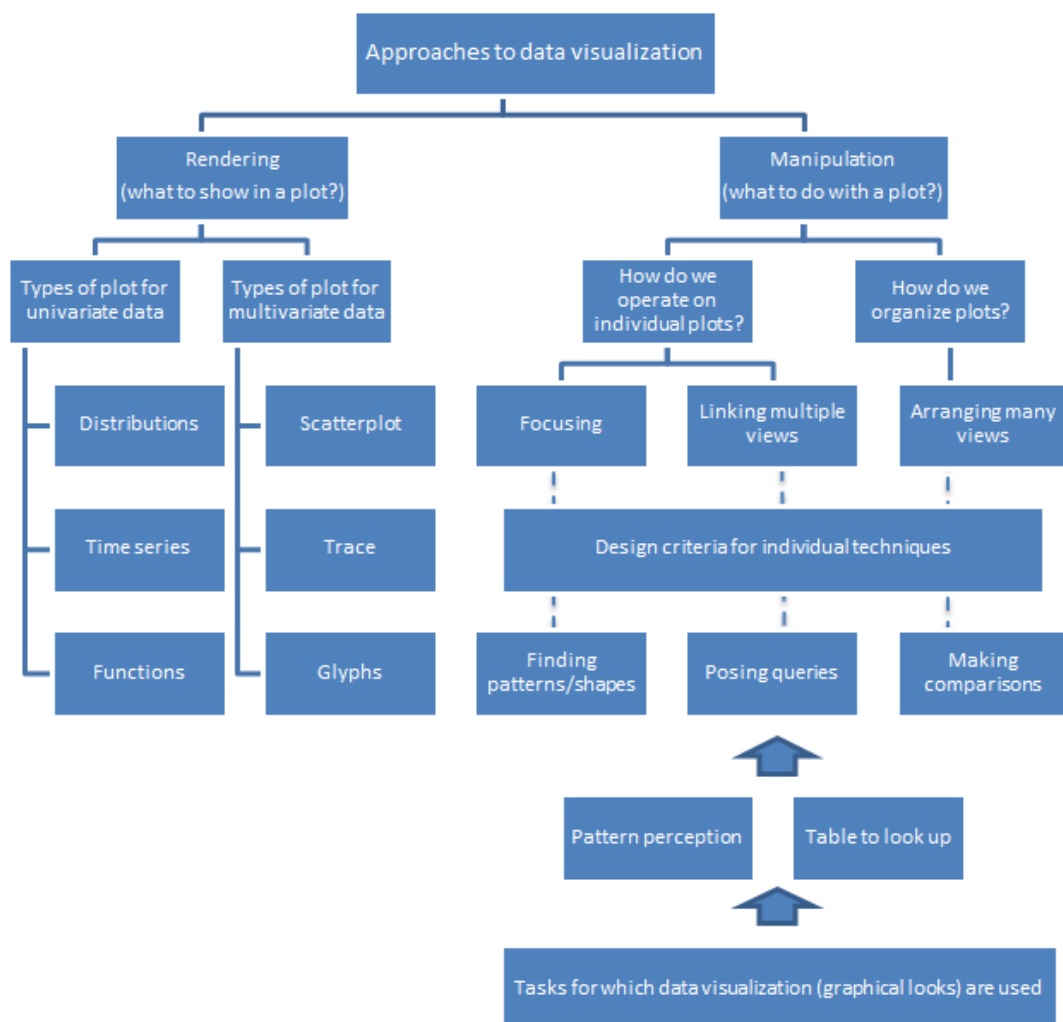 Approaches to data visualization
Rendering
(what to show in a plot?)
Manipulation
(what to do with a plot?)
Types of plot for
univariate data
Types of plot for
multivariate data
How do we
operate on
individual plots?
How do we
organize plots?
Distributions
Scatterplot
Focusing
Linking multiple
views
Arranging many
views
Time series
Trace
Design criteria for individual techniques
Functions
Glyphs
Finding
patterns/shapes
Posing queries
Making
comparisons
Pattern perception
Table to look up
Tasks for which data visualization (graphical looks) are used